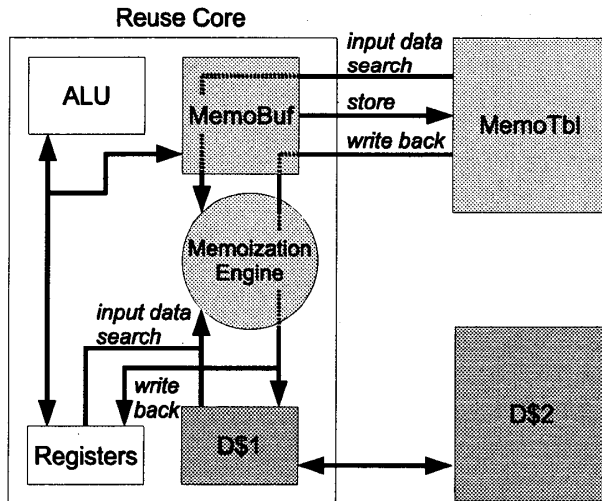 Reuse Core
input data
search
ALU
MemoBuf
store
MemoTbl
write back
Memoization
Engine
input data
search
write
back
Registers
D$1
D$2